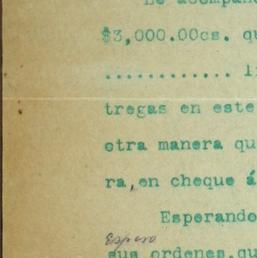 Le acompaño
$3,000.00cs. qu
............ l
tregas en este
otra manera qu
ra, en cheque á
Esperando
Espero
sus ordenes, qu